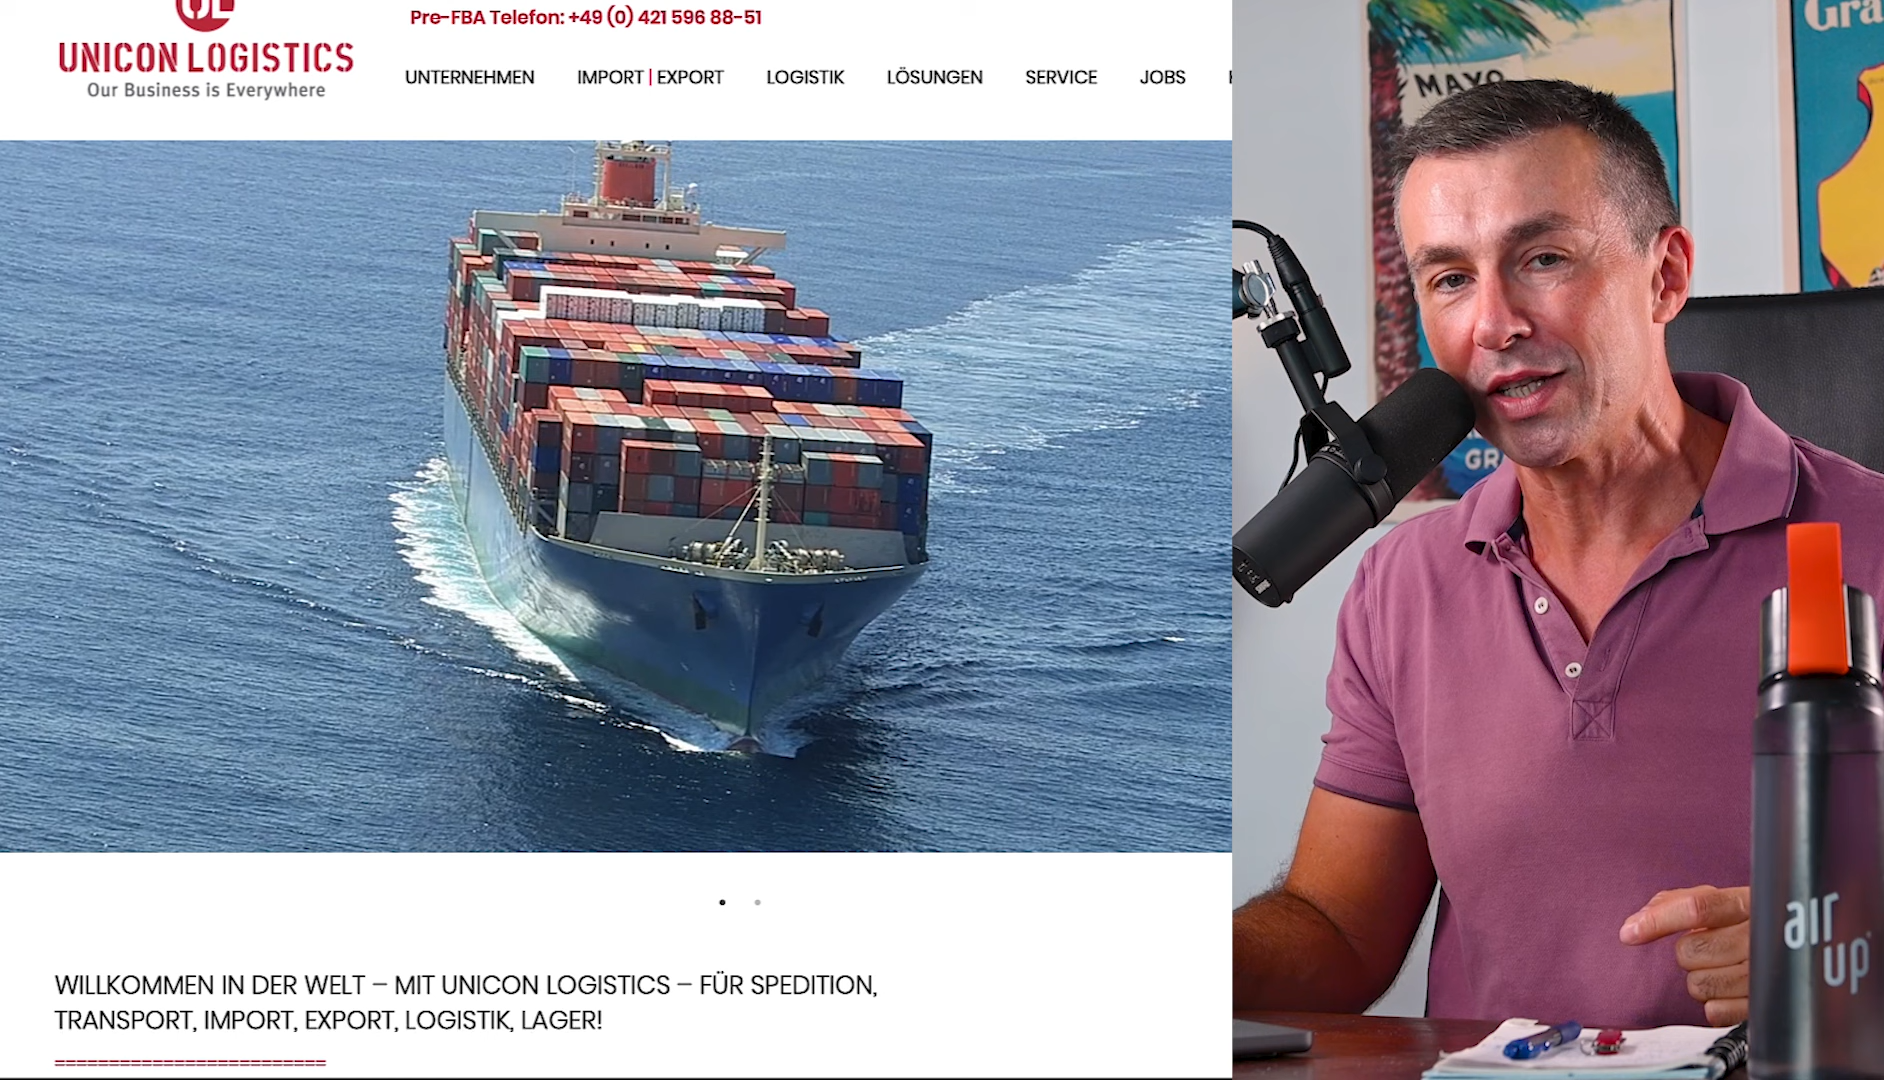 Pre-FBA Telefon: +49 (0) 421 596 88-51
UNICON LOGISTICS
Our Business is Everywhere
UNTERNEHMEN IMPORT | EXPORT LOGISTIK LÖSUNGEN SERVICE JOBS
WILLKOMMEN IN DER WELT – MIT UNICON LOGISTICS – FÜR SPEDITION,
TRANSPORT, IMPORT, EXPORT, LOGISTIK, LAGER!
=========================
MAYO
Gra
GR
air
up